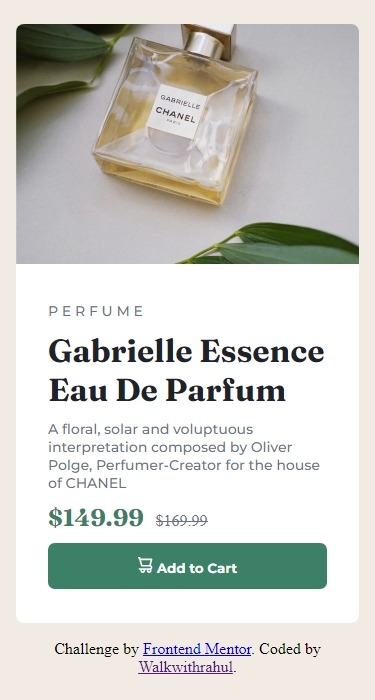 GABRIELLE
CHANEL
PARIS
PERFUME
Gabrielle Essence
Eau De Parfum
A floral, solar and voluptuous
interpretation composed by Oliver
Polge, Perfumer-Creator for the house
of CHANEL
$149.99 $169.99
Add to Cart
Challenge by Frontend Mentor. Coded by
Walkwithrahul.